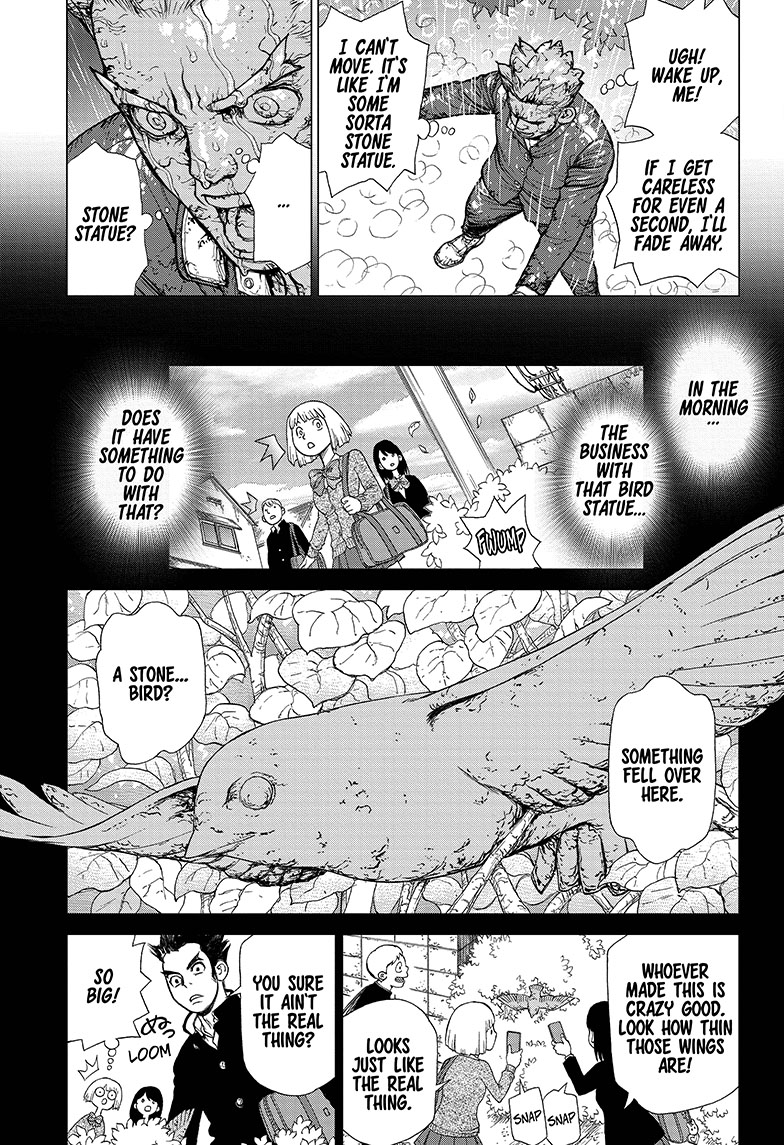 UGH!
WAKE UP,
ME!
IF I GET
CARELESS
FOR EVEN A
SECOND, I'LL
FADE AWAY.
I CAN'T
MOVE. IT'S
LIKE I'M
SOME
SORTA
STONE
STATUE.
...
STONE
STATUE?
IN THE
MORNING
...
THE
BUSINESS
WITH
THAT BIRD
STATUE...
FWUMP
DOES
IT HAVE
SOMETHING
TO DO
WITH
THAT?
SOMETHING
FELL OVER
HERE.
A STONE...
BIRD?
WHOEVER
MADE THIS IS
CRAZY GOOD.
LOOK HOW THIN
THOSE WINGS
ARE!
SNAP
SNAP
LOOKS
JUST LIKE
THE REAL
THING.
YOU SURE
IT AIN'T
THE REAL
THING?
ぬぅ
LOOM
SO
BIG!